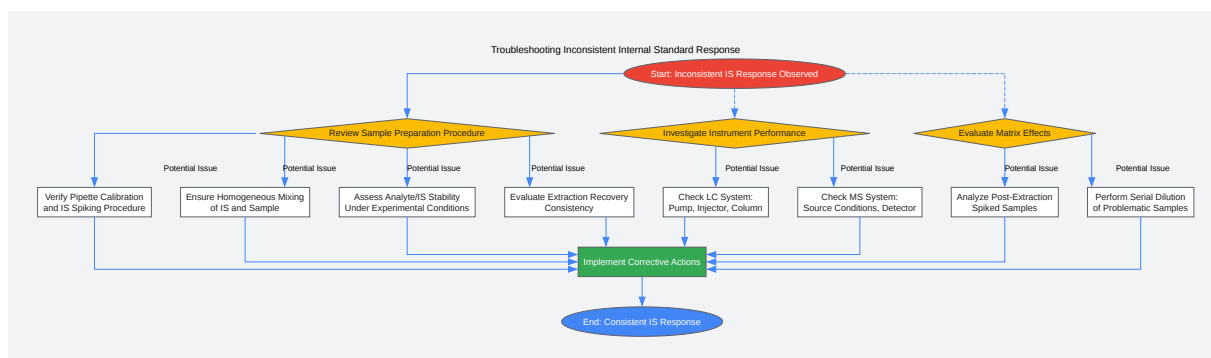 Troubleshooting Inconsistent Internal Standard Response
Start: Inconsistent IS Response Observed
Review Sample Preparation Procedure
Investigate Instrument Performance
Evaluate Matrix Effects
Potential Issue
Potential Issue
Potential Issue
Potential Issue
Potential Issue
Potential Issue
Potential Issue
Potential Issue
Verify Pipette Calibration
and IS Spiking Procedure
Ensure Homogeneous Mixing
of IS and Sample
Assess Analyte/IS Stability
Under Experimental Conditions
Evaluate Extraction Recovery
Consistency
Check LC System:
Pump, Injector, Column
Check MS System:
Source Conditions, Detector
Analyze Post-Extraction
Spiked Samples
Perform Serial Dilution
of Problematic Samples
Implement Corrective Actions
End: Consistent IS Response